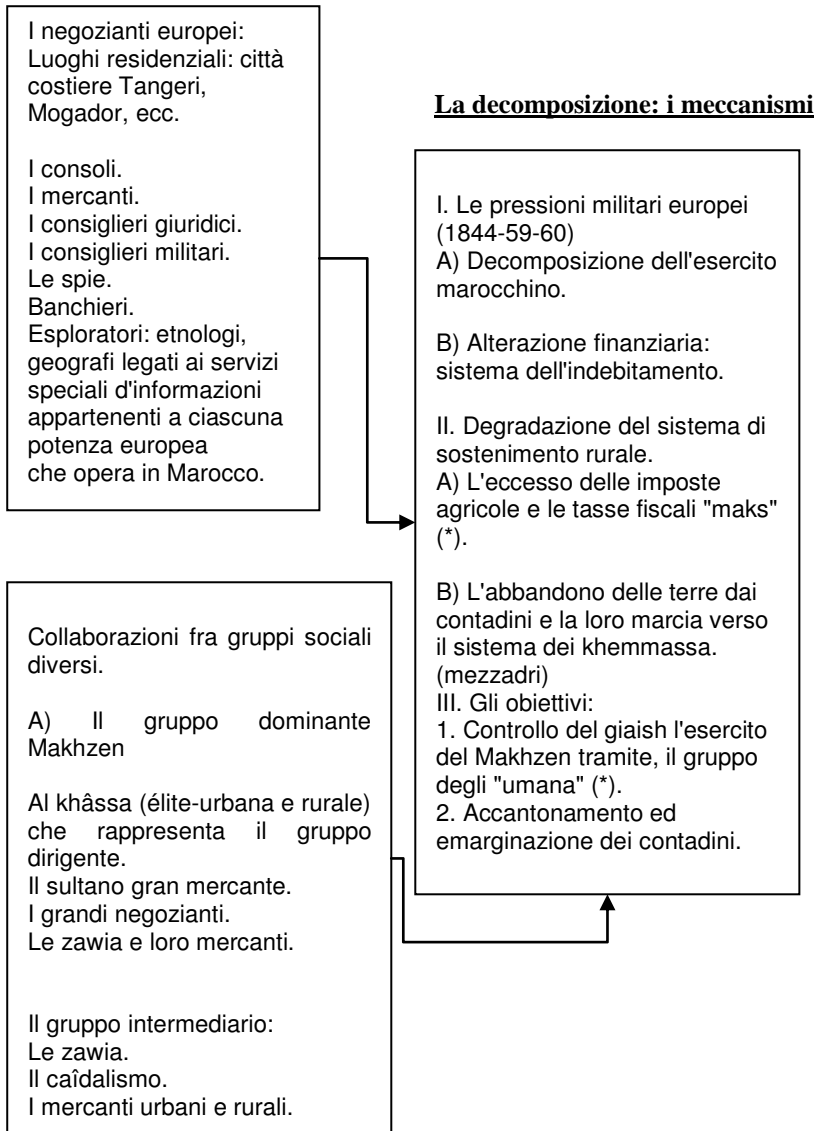 I negozianti europei:
Luoghi residenziali: città
costiere Tangeri,
Mogador, ecc.
I consoli.
I mercanti.
I consiglieri giuridici.
I consiglieri militari.
Le spie.
Banchieri.
Esploratori: etnologi,
geografi legati ai servizi
speciali d'informazioni
appartenenti a ciascuna
potenza europea
che opera in Marocco.
La decomposizione: i meccanismi
I. Le pressioni militari europei
(1844-59-60)
A) Decomposizione dell'esercito
marocchino.
B) Alterazione finanziaria:
sistema dell'indebitamento.
II. Degradazione del sistema di
sostenimento rurale.
A) L'eccesso delle imposte
agricole e le tasse fiscali "maks"
(*).
B) L'abbandono delle terre dai
contadini e la loro marcia verso
il sistema dei khemmassa.
(mezzadri)
III. Gli obiettivi:
1. Controllo del giaish l'esercito
del Makhzen tramite, il gruppo
degli "umana" (*).
2. Accantonamento ed
emarginazione dei contadini.
Collaborazioni fra gruppi sociali
diversi.
A) Il gruppo dominante
Makhzen
Al khâssa (élite-urbana e rurale)
che rappresenta il gruppo
dirigente.
Il sultano gran mercante.
I grandi negozianti.
Le zawia e loro mercanti.
Il gruppo intermediario:
Le zawia.
Il caîdalismo.
I mercanti urbani e rurali.